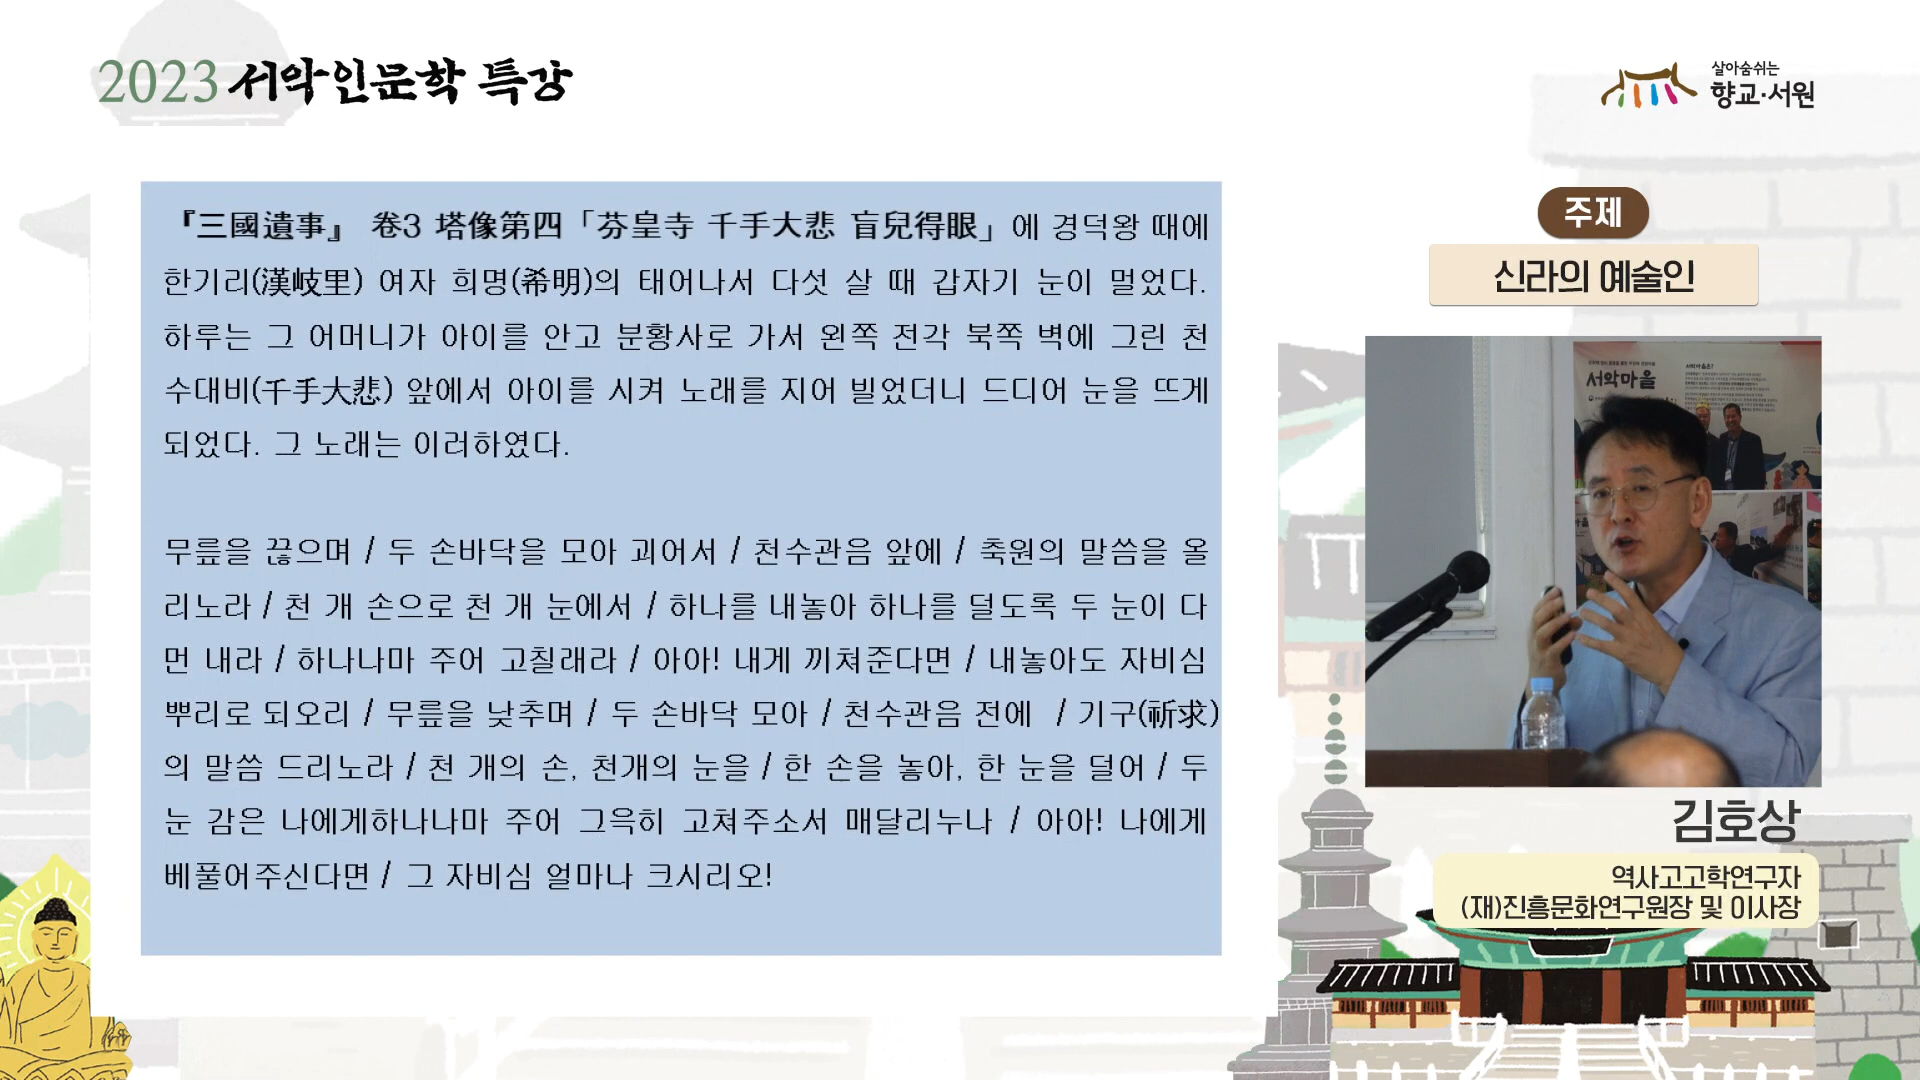 2023 서악인문학 특강
살아숨쉬는
향교·서원
『三國遺事』 卷3 塔像第四「芬皇寺 千手大悲 盲兒得眼」에 경덕왕 때에
한기리(漢岐里) 여자 희명(希明)의 태어나서 다섯 살 때 갑자기 눈이 멀었다.
하루는 그 어머니가 아이를 안고 분황사로 가서 왼쪽 전각 북쪽 벽에 그린 천
수대비(千手大悲) 앞에서 아이를 시켜 노래를 지어 빌었더니 드디어 눈을 뜨게
되었다. 그 노래는 이러하였다.
무릎을 끊으며 / 두 손바닥을 모아 괴어서 / 천수관음 앞에 / 축원의 말씀을 올
리노라 / 천 개 손으로 천 개 눈에서 / 하나를 내놓아 하나를 덜도록 두 눈이 다
먼 내라 / 하나나마 주어 고칠래라 / 아아! 내게 끼쳐준다면 / 내놓아도 자비심
뿌리로 되오리 / 무릎을 낮추며 / 두 손바닥 모아 / 천수관음 전에 / 기구(祈求)
의 말씀 드리노라 / 천 개의 손, 천개의 눈을 / 한 손을 놓아, 한 눈을 덜어 / 두
눈 감은 나에게하나나마 주어 그윽히 고쳐주소서 매달리누나 / 아아! 나에게
베풀어주신다면 / 그 자비심 얼마나 크시리오!
주제
신라의 예술인
서악마을
서악마을은?
김호상
역사고고학연구자
(재)진흥문화연구원장 및 이사장